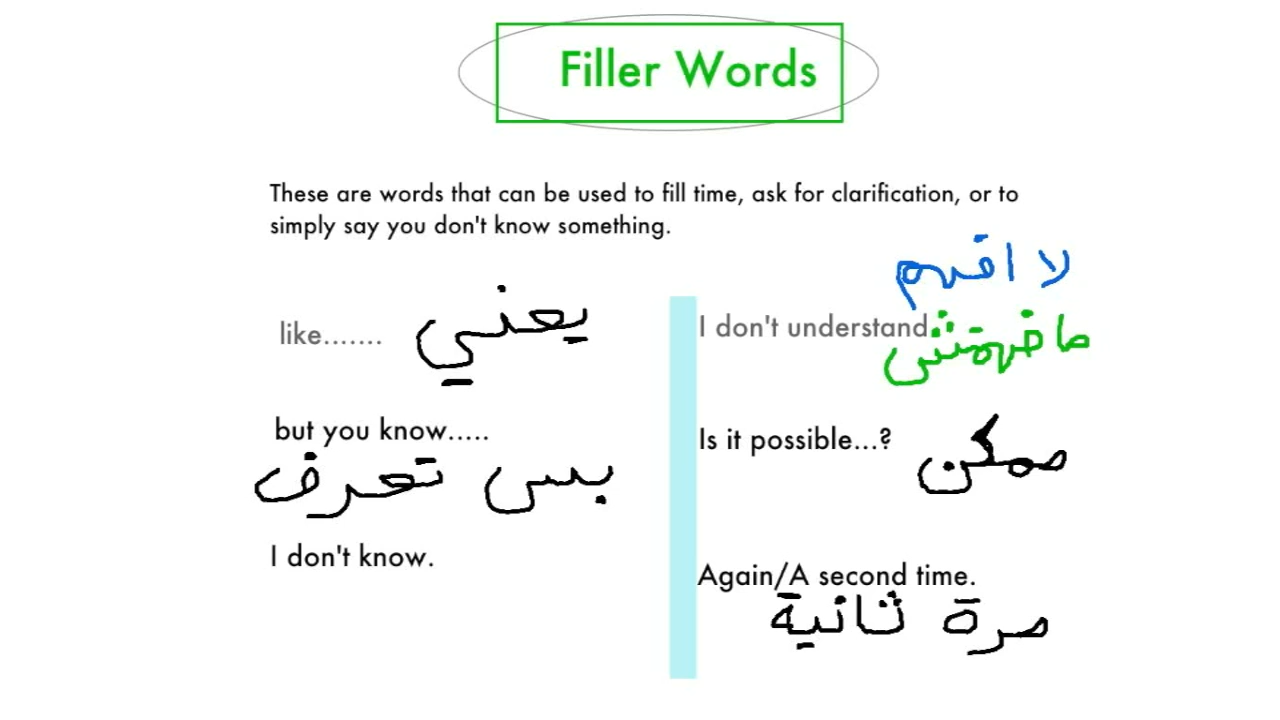 Filler Words
These are words that can be used to fill time, ask for clarification, or to
simply say you don't know something.
like.......
يعني
but you know.....
بس تعرف
I don't know.
لا افهم
I don't understand.
مافهمتش
Is it possible...?
ممكن
Again/A second time.
مرة ثانية